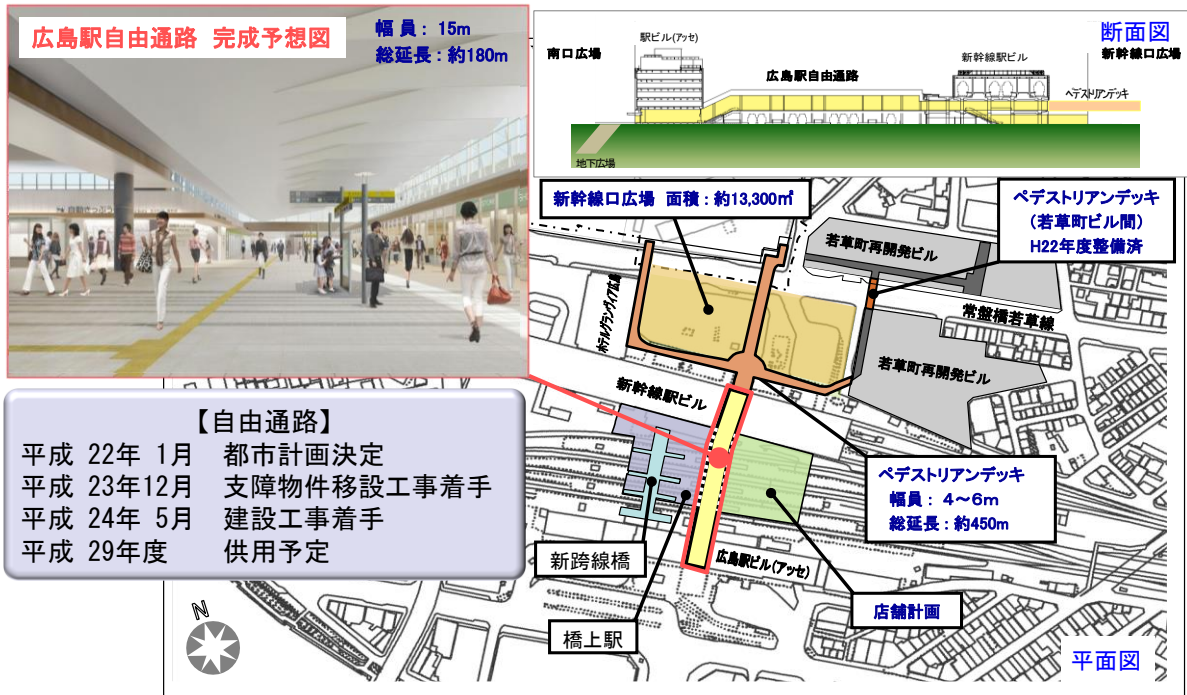 広島駅自由通路 完成予想図
幅 員 : 15m
総延長 : 約180m
自動きっぷう
断面図
南口広場
駅ビル(アッセ)
広島駅自由通路
新幹線駅ビル
新幹線口広場
ペデストリアンデッキ
地下広場
新幹線口広場 面積 : 約13,300㎡
ペデストリアンデッキ
(若草町ビル間)
H22年度整備済
若草町再開発ビル
ホテルグランヴィア広島
常盤橋若草線
若草町再開発ビル
新幹線駅ビル
【自由通路】
平成 22年 1月 都市計画決定
平成 23年12月 支障物件移設工事着手
平成 24年 5月 建設工事着手
平成 29年度 供用予定
ペデストリアンデッキ
幅員 : 4~6m
総延長 : 約450m
新跨線橋
広島駅ビル(アッセ)
店舗計画
橋上駅
N
平面図